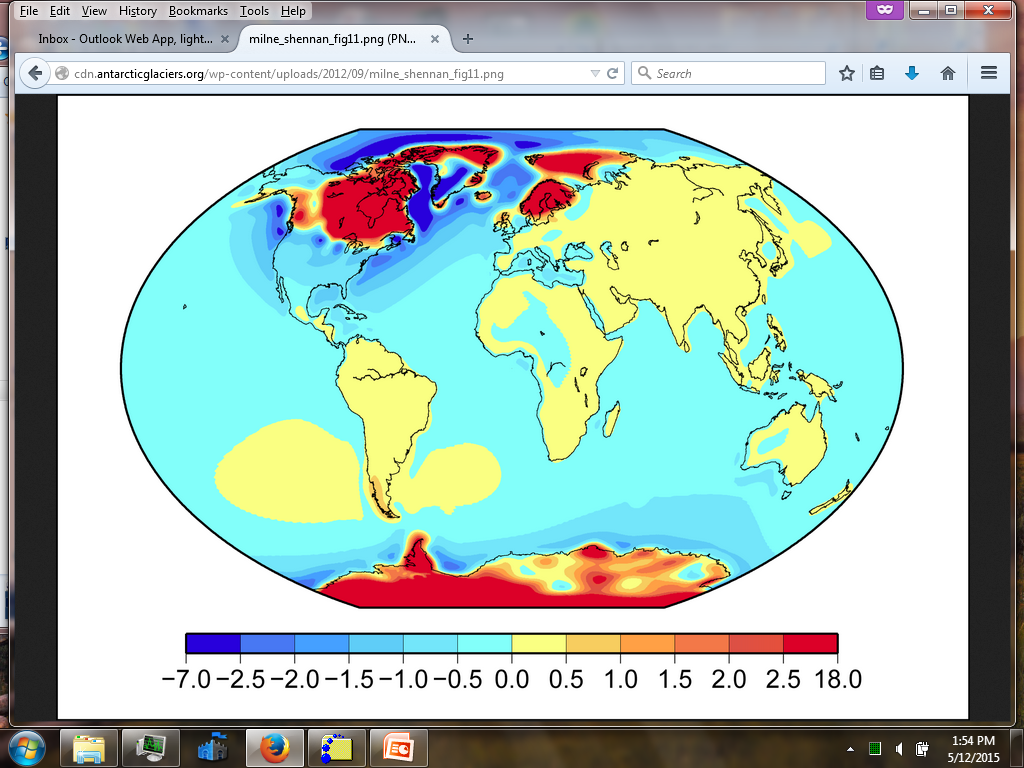 File Edit View History Bookmarks Tools Help
Inbox - Outlook Web App, light... × milne_shennan_fig11.png (PN... × +
cdn.antarcticglaciers.org/wp-content/uploads/2012/09/milne_shennan_fig11.png Search
−7.0 −2.5 −2.0 −1.5 −1.0 −0.5 0.0 0.5 1.0 1.5 2.0 2.5 18.0
1:54 PM
5/12/2015